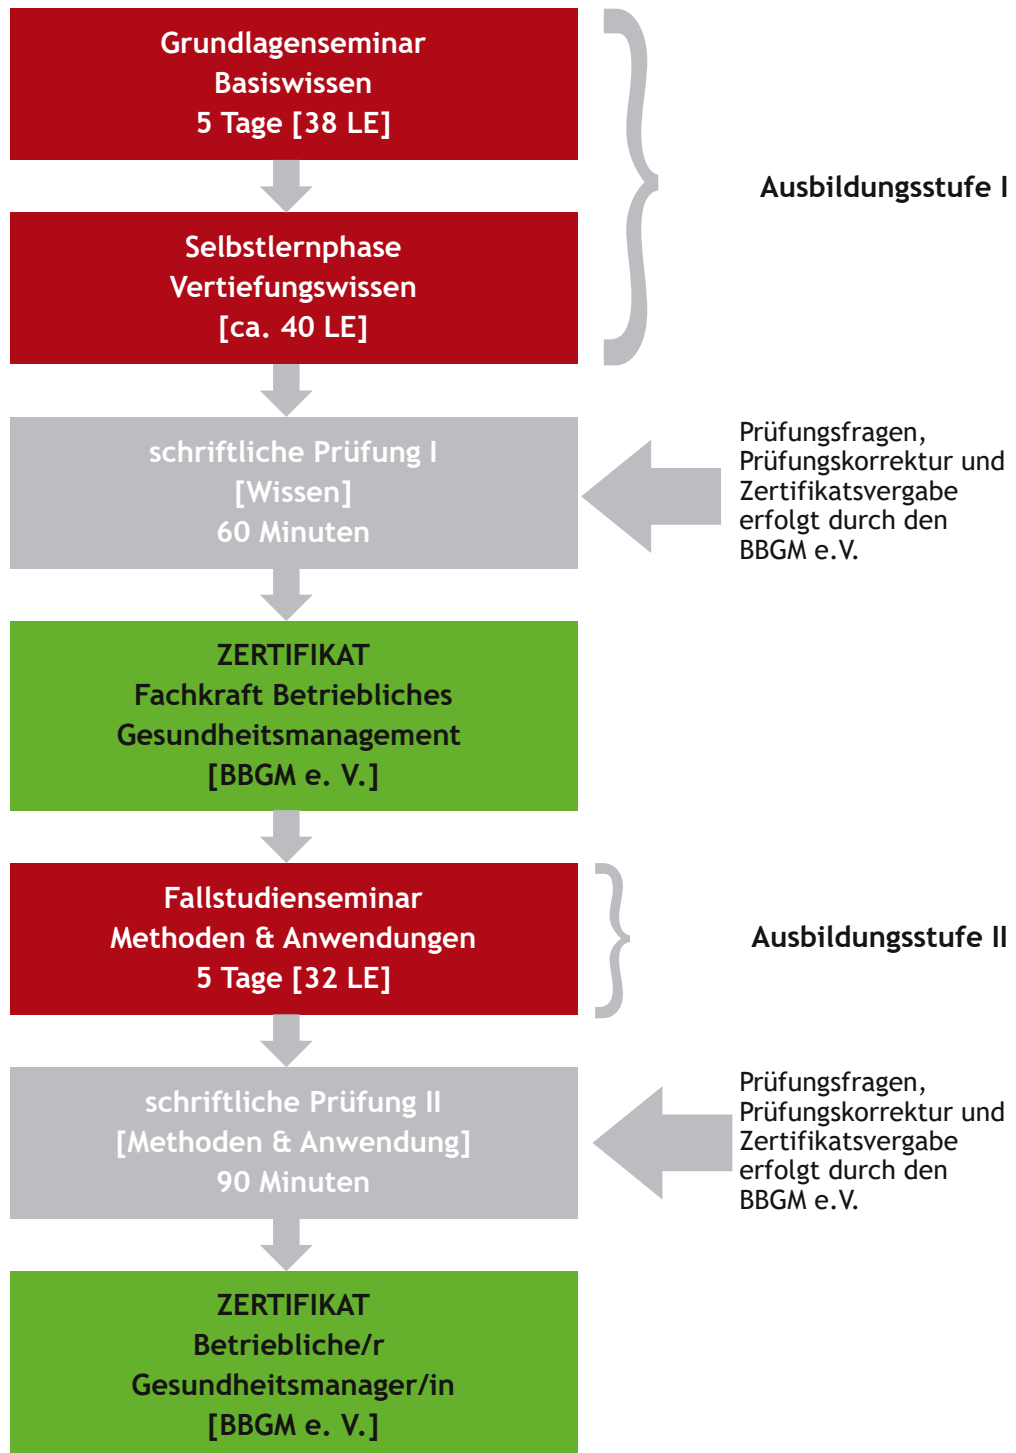 Grundlagenseminar
Basiswissen
5 Tage [38 LE]
Ausbildungsstufe I
Selbstlernphase
Vertiefungswissen
[ca. 40 LE]
schriftliche Prüfung I
[Wissen]
60 Minuten
Prüfungsfragen,
Prüfungskorrektur und
Zertifikatsvergabe
erfolgt durch den
BBGM e.V.
ZERTIFIKAT
Fachkraft Betriebliches
Gesundheitsmanagement
[BBGM e. V.]
Fallstudienseminar
Methoden & Anwendungen
5 Tage [32 LE]
Ausbildungsstufe II
schriftliche Prüfung II
[Methoden & Anwendung]
90 Minuten
Prüfungsfragen,
Prüfungskorrektur und
Zertifikatsvergabe
erfolgt durch den
BBGM e.V.
ZERTIFIKAT
Betriebliche/r
Gesundheitsmanager/in
[BBGM e. V.]